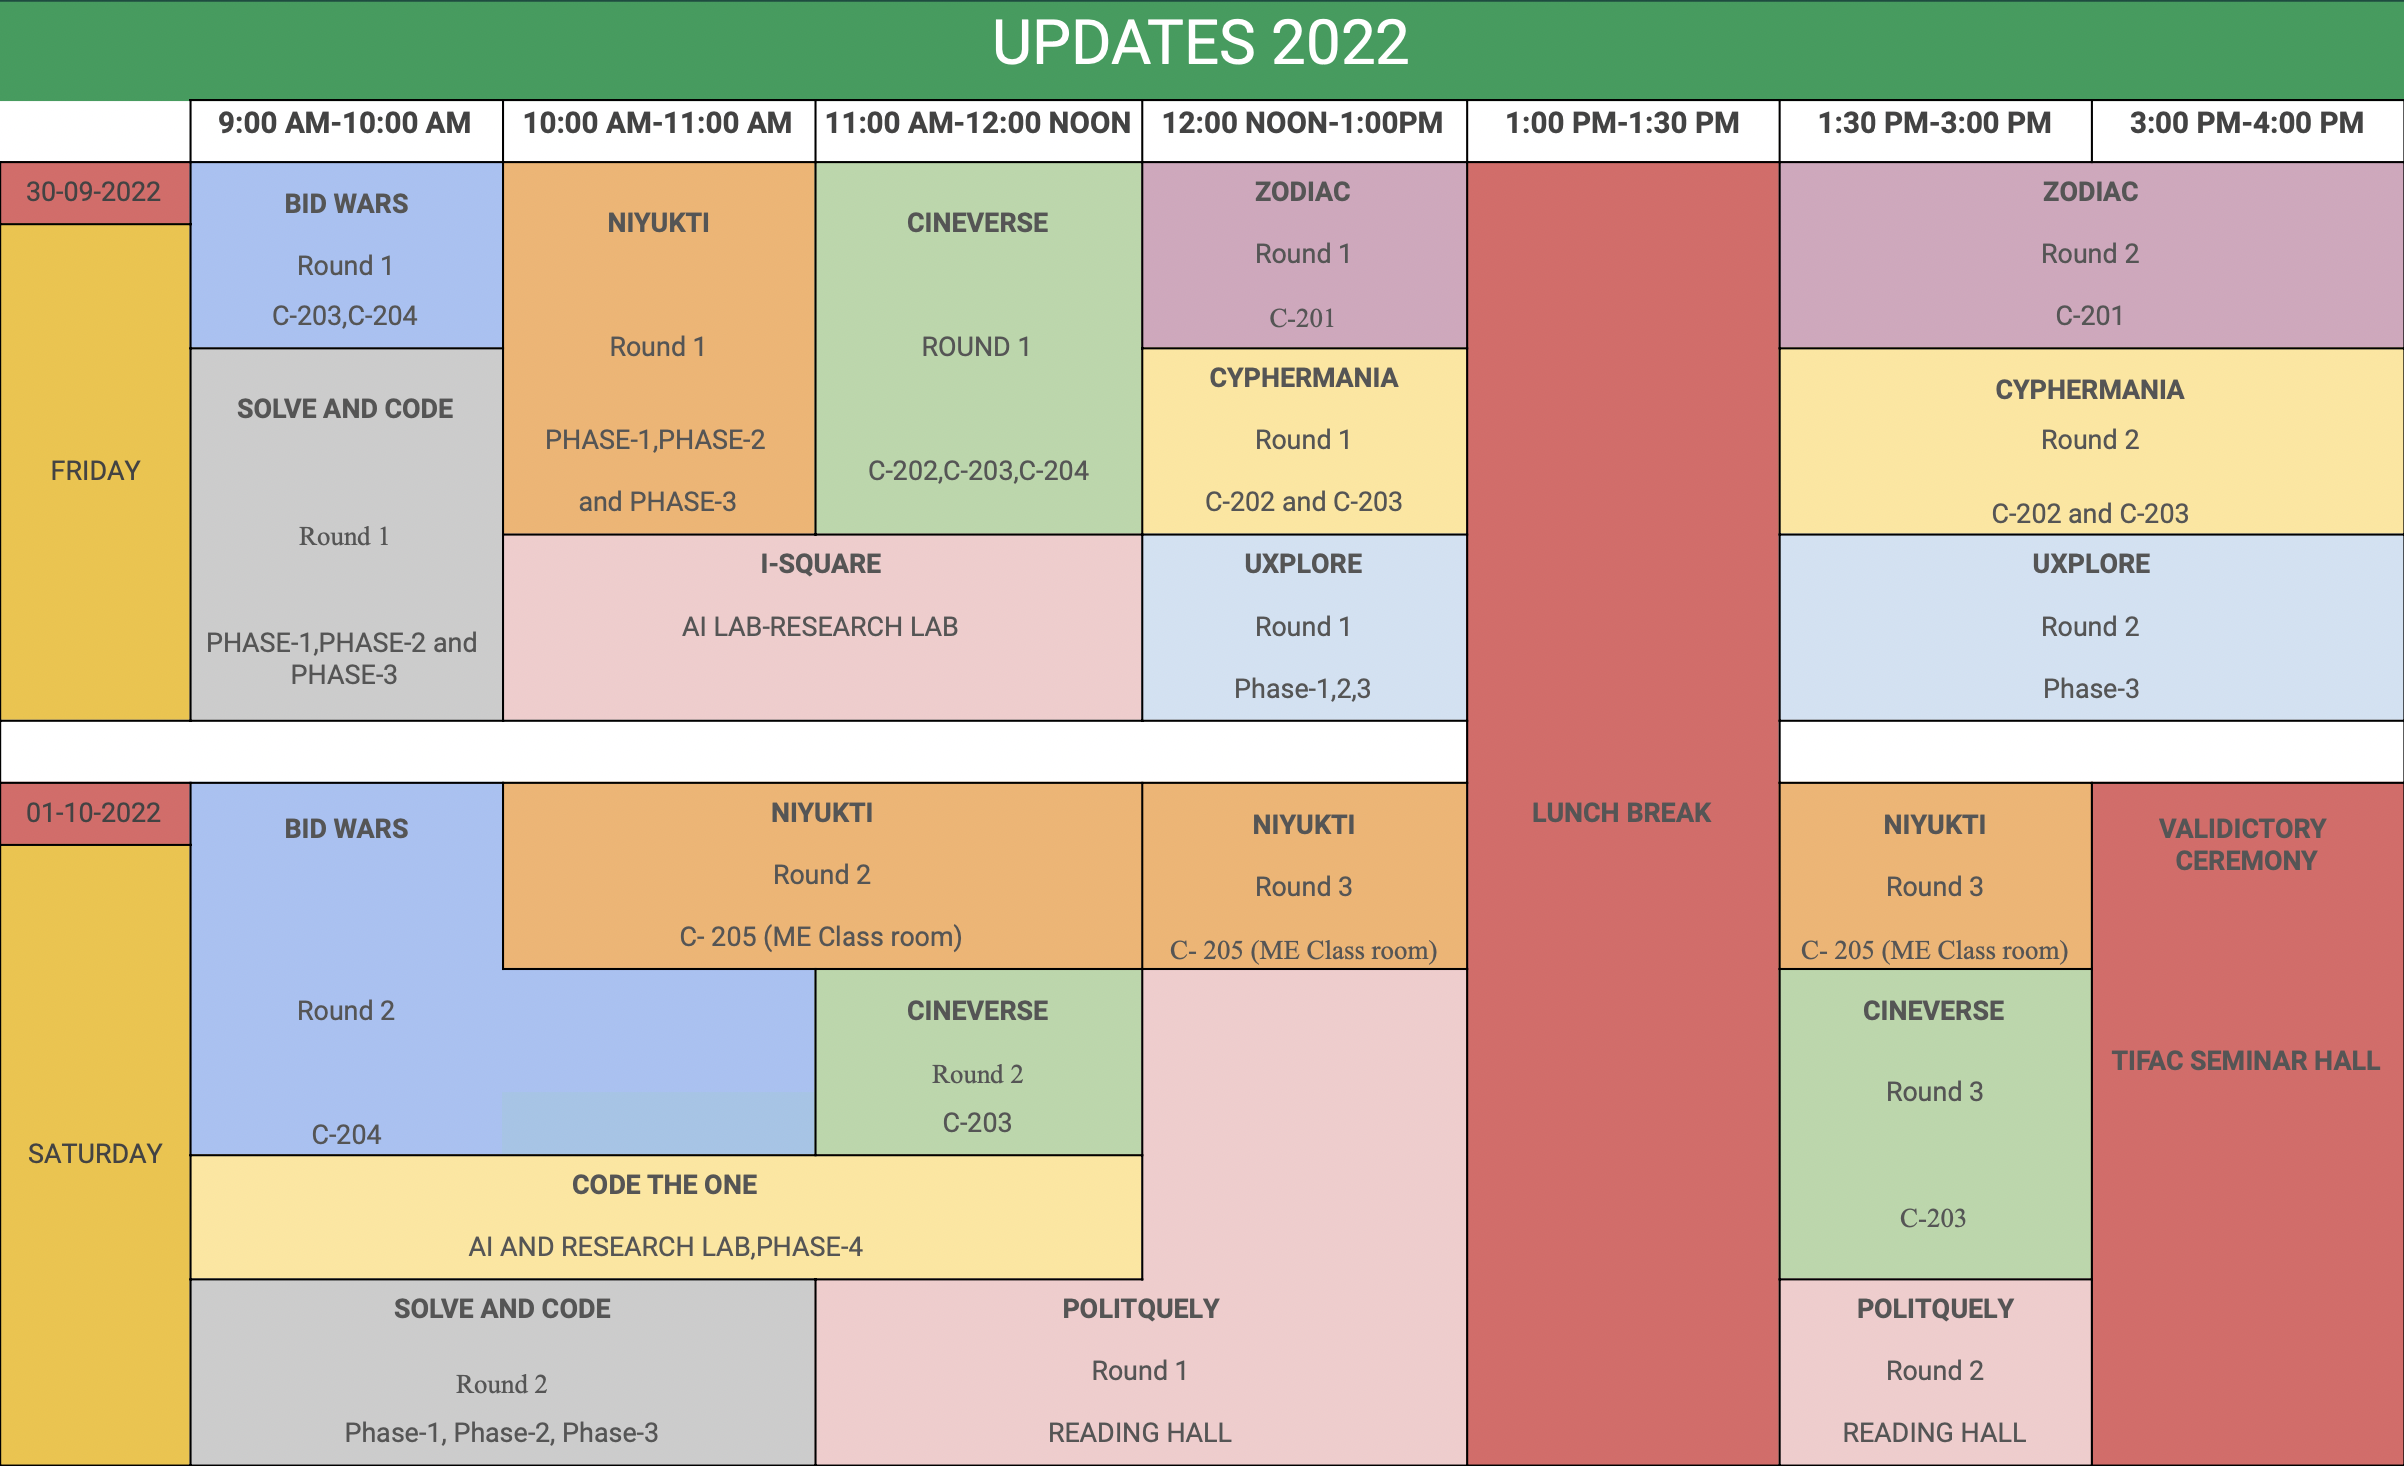 UPDATES 2022
9:00 AM-10:00 AM
10:00 AM-11:00 AM
11:00 AM-12:00 NOON
12:00 NOON-1:00PM
1:00 PM-1:30 PM
1:30 PM-3:00 PM
3:00 PM-4:00 PM
30-09-2022
FRIDAY
BID WARS
Round 1
C-203,C-204
SOLVE AND CODE
Round 1
PHASE-1,PHASE-2 and
PHASE-3
NIYUKTI
Round 1
PHASE-1,PHASE-2
and PHASE-3
CINEVERSE
ROUND 1
C-202,C-203,C-204
I-SQUARE
AI LAB-RESEARCH LAB
ZODIAC
Round 1
C-201
CYPHERMANIA
Round 1
C-202 and C-203
UXPLORE
Round 1
Phase-1,2,3
LUNCH BREAK
ZODIAC
Round 2
C-201
CYPHERMANIA
Round 2
C-202 and C-203
UXPLORE
Round 2
Phase-3
01-10-2022
SATURDAY
BID WARS
Round 2
C-204
NIYUKTI
Round 2
C- 205 (ME Class room)
NIYUKTI
Round 3
C- 205 (ME Class room)
CINEVERSE
Round 2
C-203
CODE THE ONE
AI AND RESEARCH LAB,PHASE-4
SOLVE AND CODE
Round 2
Phase-1, Phase-2, Phase-3
POLITQUELY
Round 1
READING HALL
NIYUKTI
Round 3
C- 205 (ME Class room)
CINEVERSE
Round 3
C-203
POLITQUELY
Round 2
READING HALL
VALIDICTORY
CEREMONY
TIFAC SEMINAR HALL